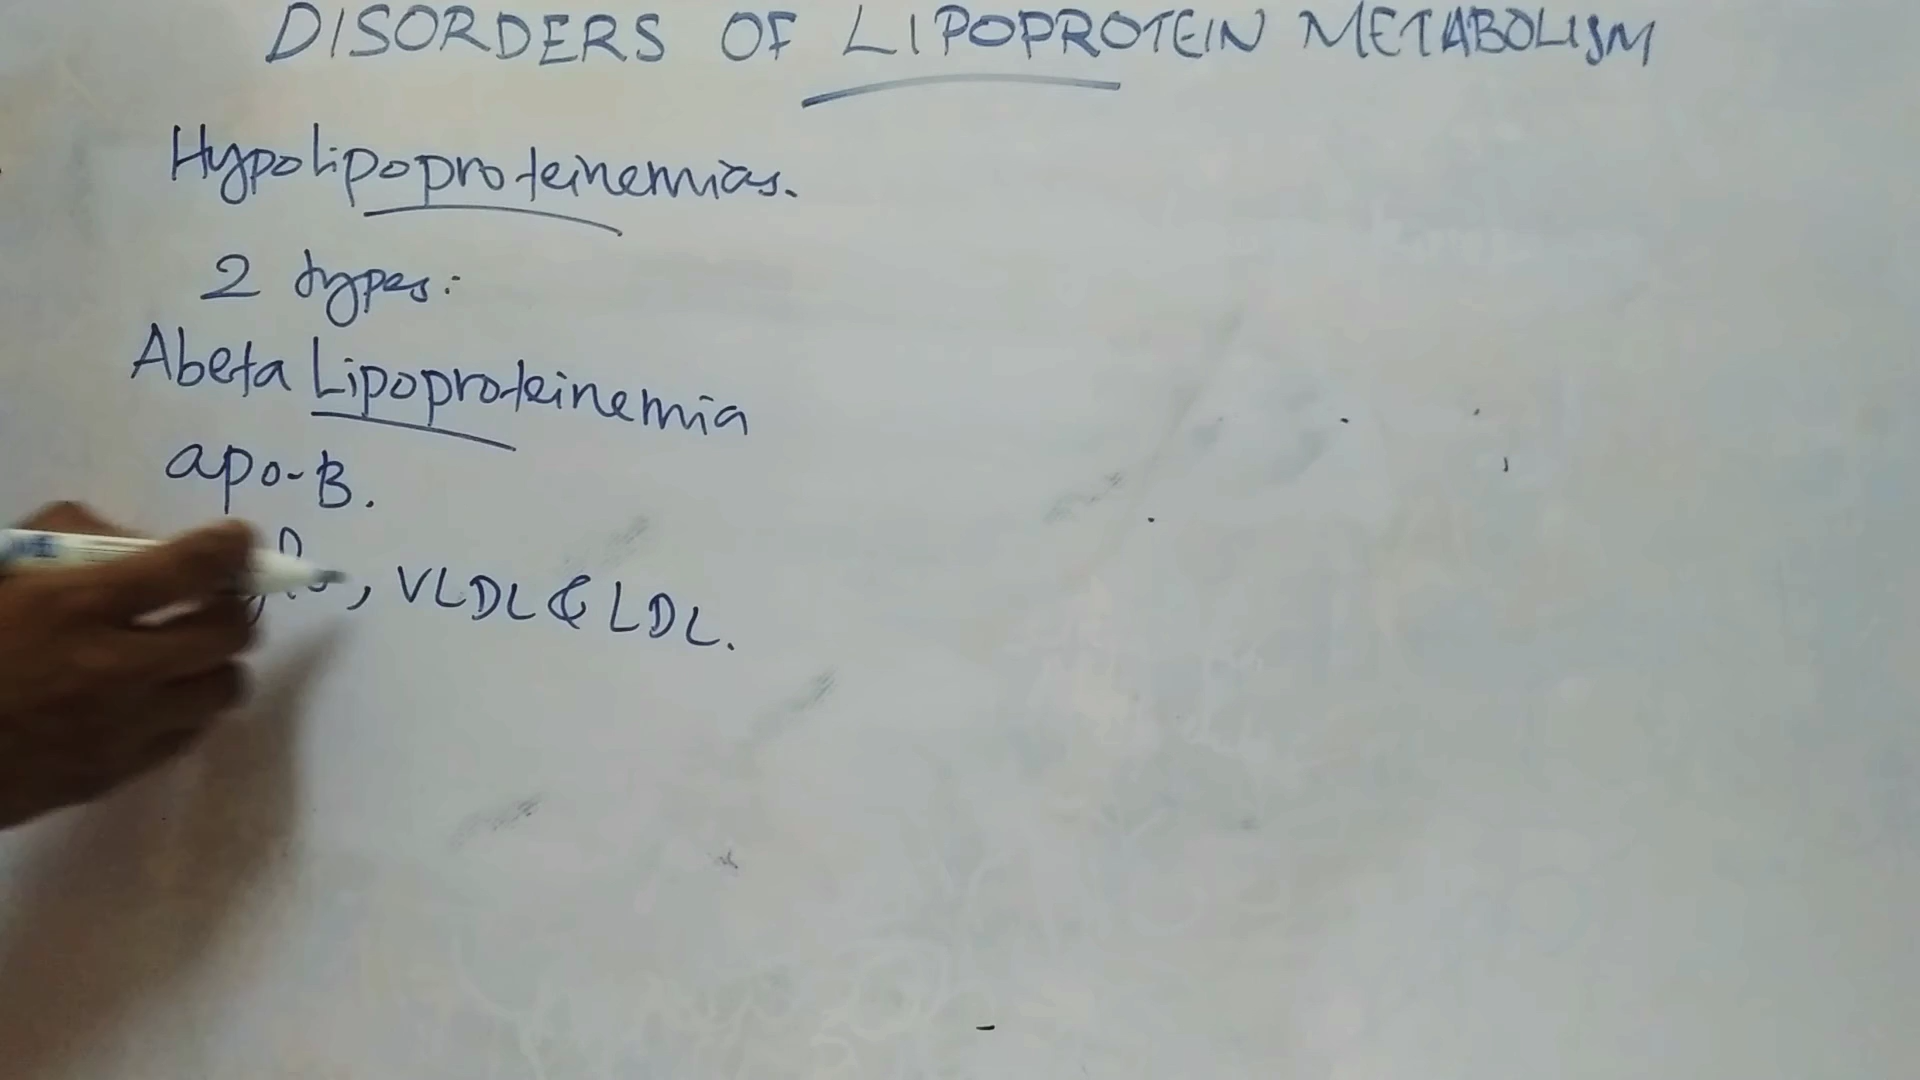 DISORDERS OF LIPOPROTEIN METABOLISM
Hypolipoproteinemias.
2 types:
Abeta Lipoproteinemia
apo-B.
, VLDL & LDL.